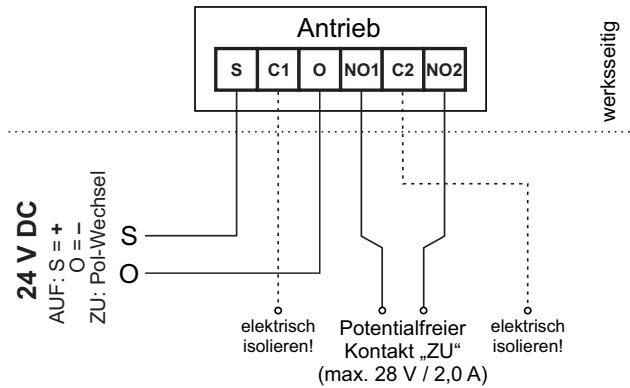 Antrieb
S C1 O NO1 C2 NO2
werksseitig
24 V DC
AUF: S = +
O = –
ZU: Pol-Wechsel
S
O
elektrisch
isolieren!
Potentialfreier
Kontakt „ZU“
(max. 28 V / 2,0 A)
elektrisch
isolieren!